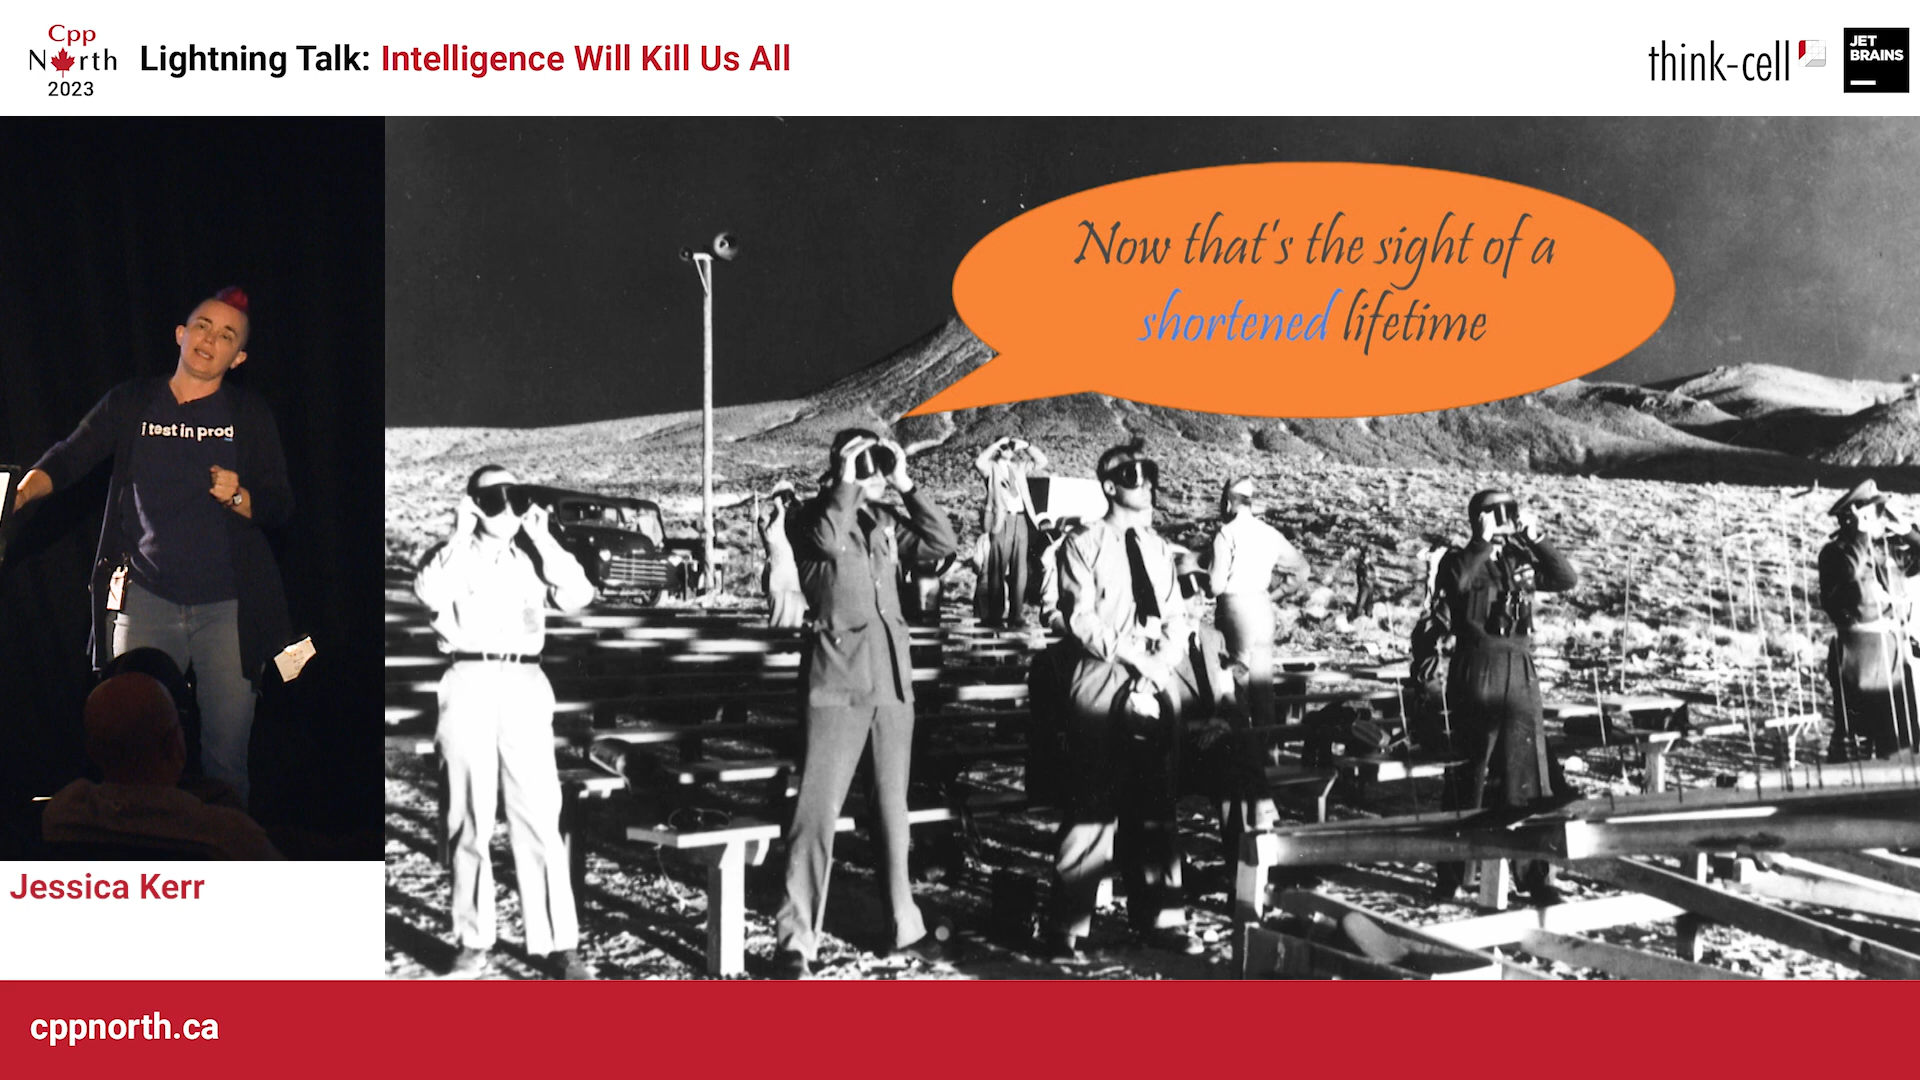 Cpp
North
2023
Lightning Talk: Intelligence Will Kill Us All
think-cell
JET
BRAINS
i test in prod
Now that's the sight of a
shortened lifetime
Jessica Kerr
cppnorth.ca